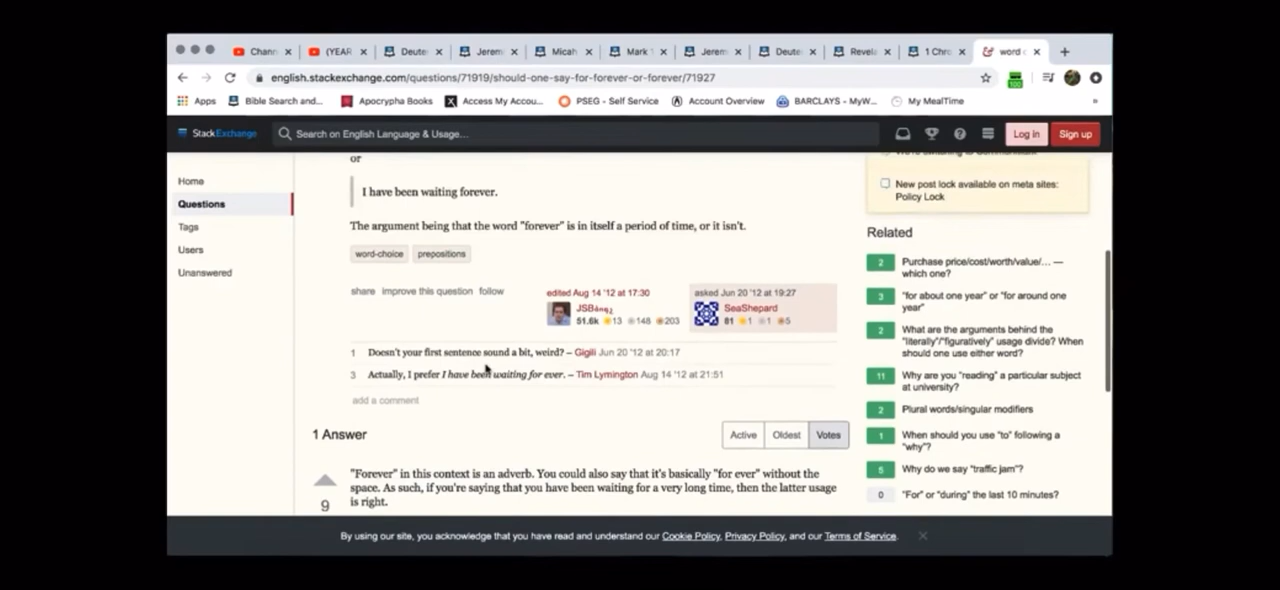 Chann
(YEAR
Deute
Jerem
Micah
Mark
Jerem
Deute
Revela
1 Chro
word c
english.stackexchange.com/questions/71919/should-one-say-for-forever-or-forever/71927
Apps
Bible Search and...
Apocrypha Books
Access My Accou...
PSEG - Self Service
Account Overview
BARCLAYS - MyW...
My MealTime
»
StackExchange
Search on English Language & Usage...
Log in
Sign up
Home
Questions
Tags
Users
Unanswered
or
I have been waiting forever.
The argument being that the word "forever" is in itself a period of time, or it isn't.
word-choice
prepositions
share improve this question follow
edited Aug 14 '12 at 17:30
51.6k 13 148 203
asked Jun 20 '12 at 19:27
SeaShepard
81 1 1 5
1 Doesn't your first sentence sound a bit, weird? – Gigili Jun 20 '12 at 20:17
3 Actually, I prefer I have been waiting for ever. – Tim Lymington Aug 14 '12 at 21:51
add a comment
1 Answer
Active
Oldest
Votes
9
"Forever" in this context is an adverb. You could also say that it's basically "for ever" without the
space. As such, if you're saying that you have been waiting for a very long time, then the latter usage
is right.
New post lock available on meta sites:
Policy Lock
Related
2 Purchase price/cost/worth/value/... —
which one?
3 "for about one year" or "for around one
year"
2 What are the arguments behind the
"literally"/"figuratively" usage divide? When
should one use either word?
11 Why are you "reading" a particular subject
at university?
2 Plural words/singular modifiers
1 When should you use "to" following a
"why"?
5 Why do we say "traffic jam"?
0 "For" or "during" the last 10 minutes?
By using our site, you acknowledge that you have read and understand our Cookie Policy, Privacy Policy, and our Terms of Service.